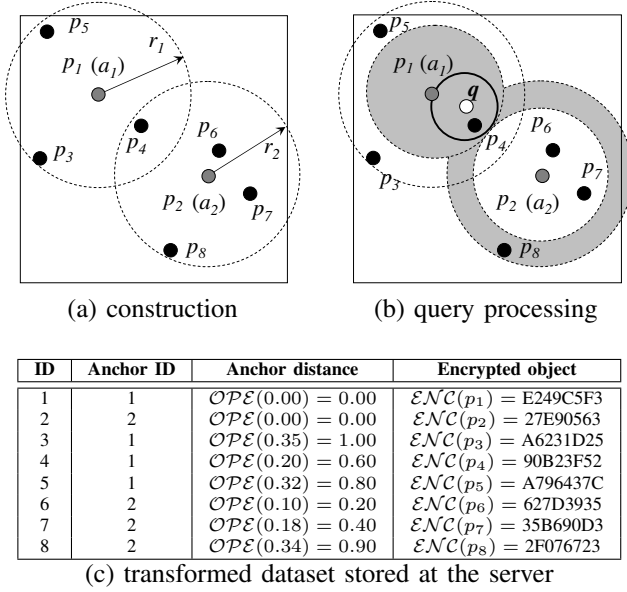 p5
r1
p1 (a1)
p4
p6
r2
p3
p2 (a2)
p7
p8
(a) construction
p5
p1 (a1)
q
p4
p6
p3
p7
p2 (a2)
p8
(b) query processing
ID Anchor ID Anchor distance Encrypted object
1 1 OPE(0.00) = 0.00 ENC(p1) = E249C5F3
2 2 OPE(0.00) = 0.00 ENC(p2) = 27E90563
3 1 OPE(0.35) = 1.00 ENC(p3) = A6231D25
4 1 OPE(0.20) = 0.60 ENC(p4) = 90B23F52
5 1 OPE(0.32) = 0.80 ENC(p5) = A796437C
6 2 OPE(0.10) = 0.20 ENC(p6) = 627D3935
7 2 OPE(0.18) = 0.40 ENC(p7) = 35B690D3
8 2 OPE(0.34) = 0.90 ENC(p8) = 2F076723
(c) transformed dataset stored at the server